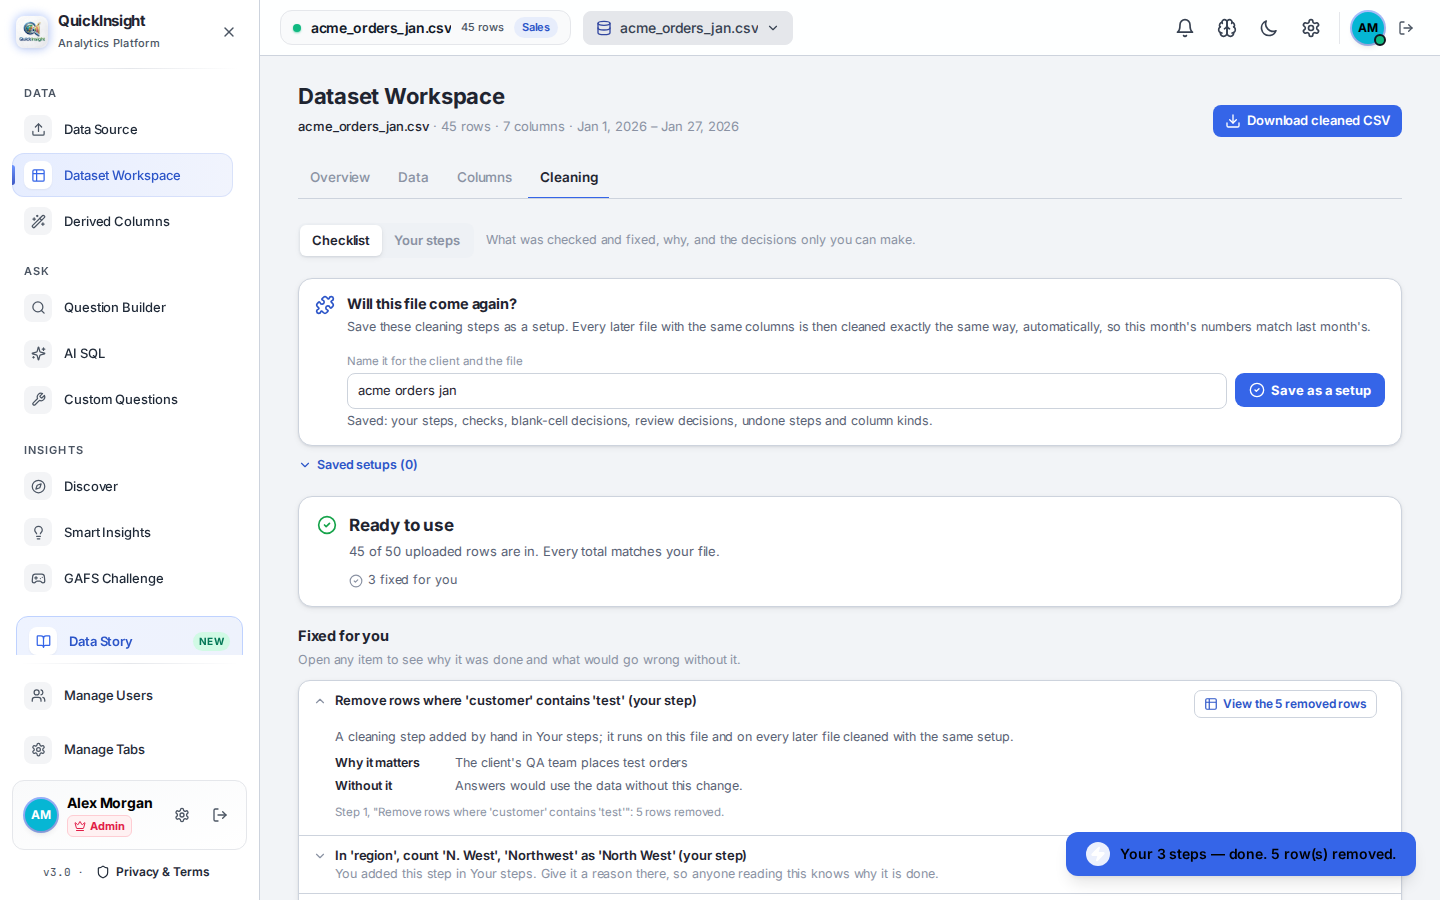 QuickInsight
Analytics Platform
DATA
Data Source
Dataset Workspace
Derived Columns
ASK
Question Builder
AI SQL
Custom Questions
INSIGHTS
Discover
Smart Insights
GAFS Challenge
Data Story NEW
Manage Users
Manage Tabs
AM Alex Morgan
Admin
v3.0 · Privacy & Terms
acme_orders_jan.csv 45 rows Sales
acme_orders_jan.csv
AM
Dataset Workspace
acme_orders_jan.csv · 45 rows · 7 columns · Jan 1, 2026 – Jan 27, 2026
Download cleaned CSV
Overview Data Columns Cleaning
Checklist Your steps What was checked and fixed, why, and the decisions only you can make.
Will this file come again?
Save these cleaning steps as a setup. Every later file with the same columns is then cleaned exactly the same way, automatically, so this month's numbers match last month's.
Name it for the client and the file
acme orders jan
Save as a setup
Saved: your steps, checks, blank-cell decisions, review decisions, undone steps and column kinds.
Saved setups (0)
Ready to use
45 of 50 uploaded rows are in. Every total matches your file.
3 fixed for you
Fixed for you
Open any item to see why it was done and what would go wrong without it.
Remove rows where 'customer' contains 'test' (your step)
View the 5 removed rows
A cleaning step added by hand in Your steps; it runs on this file and on every later file cleaned with the same setup.
Why it matters The client's QA team places test orders
Without it Answers would use the data without this change.
Step 1, "Remove rows where 'customer' contains 'test'": 5 rows removed.
In 'region', count 'N. West', 'Northwest' as 'North West' (your step)
You added this step in Your steps. Give it a reason there, so anyone reading this knows why it is done.
Your 3 steps — done. 5 row(s) removed.